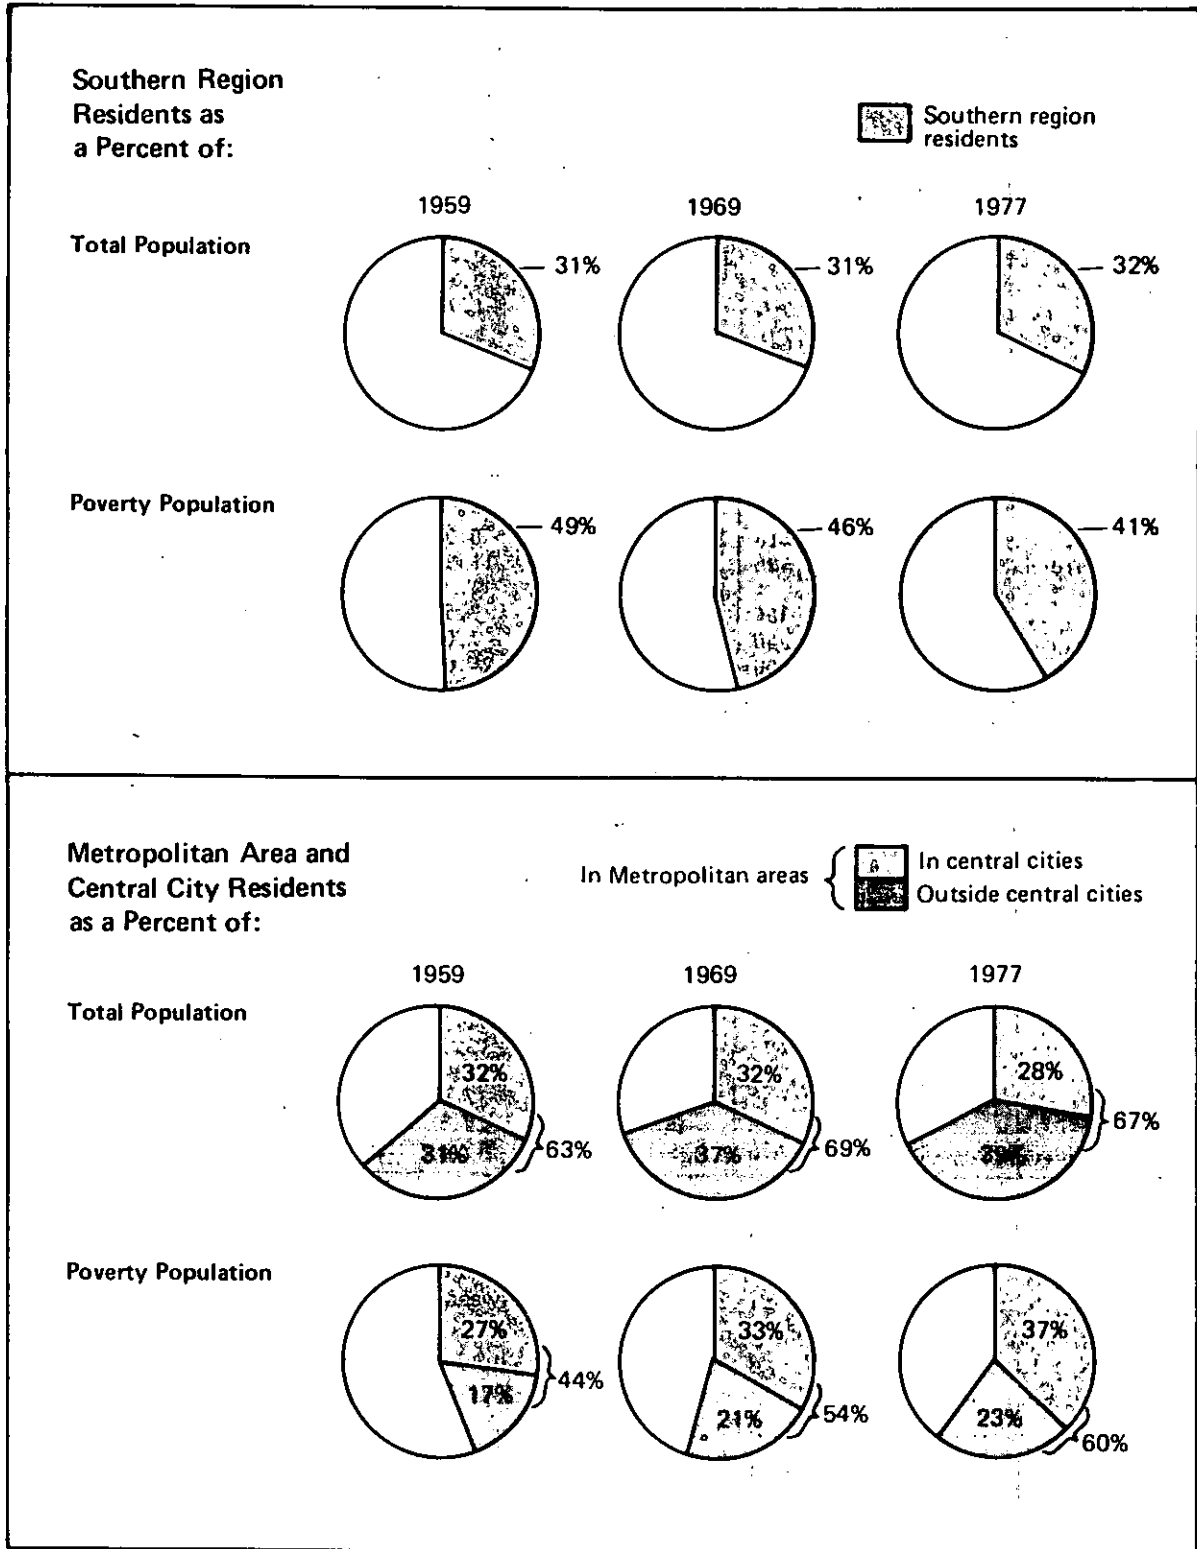 Southern Region
Residents as
a Percent of:
Southern region
residents
1959
1969
1977
Total Population
31%
31%
32%
Poverty Population
49%
46%
41%
Metropolitan Area and
Central City Residents
as a Percent of:
In Metropolitan areas
In central cities
Outside central cities
1959
1969
1977
Total Population
32%
31%
63%
32%
37%
69%
28%
39%
67%
Poverty Population
27%
17%
44%
33%
21%
54%
37%
23%
60%